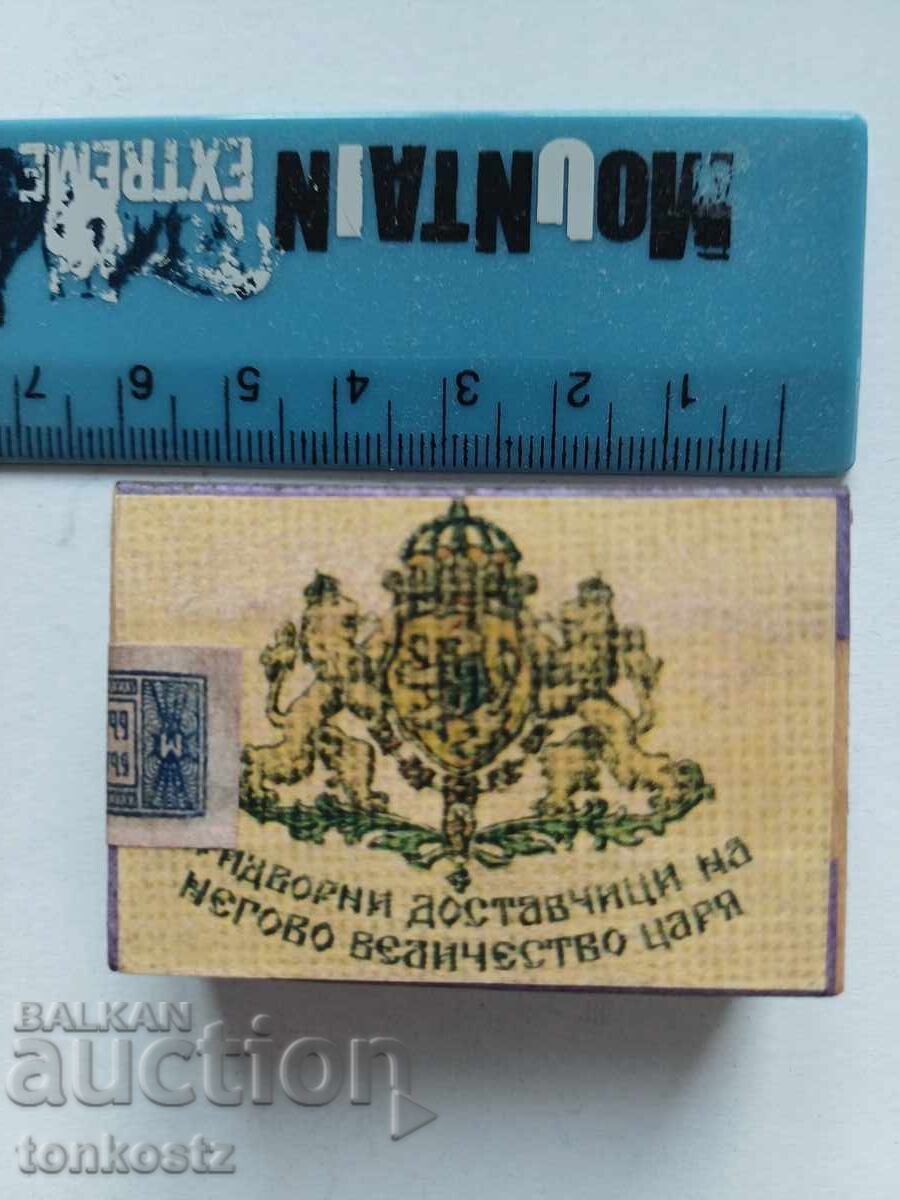 MOUNTAIN
EXTREME
1 2 3 4 5 6 7
ПРИДВОРНИ ДОСТАВЧИЦИ НА
НЕГОВО ВЕЛИЧЕСТВО ЦАРЯ
BALKAN
auction
tonkostz